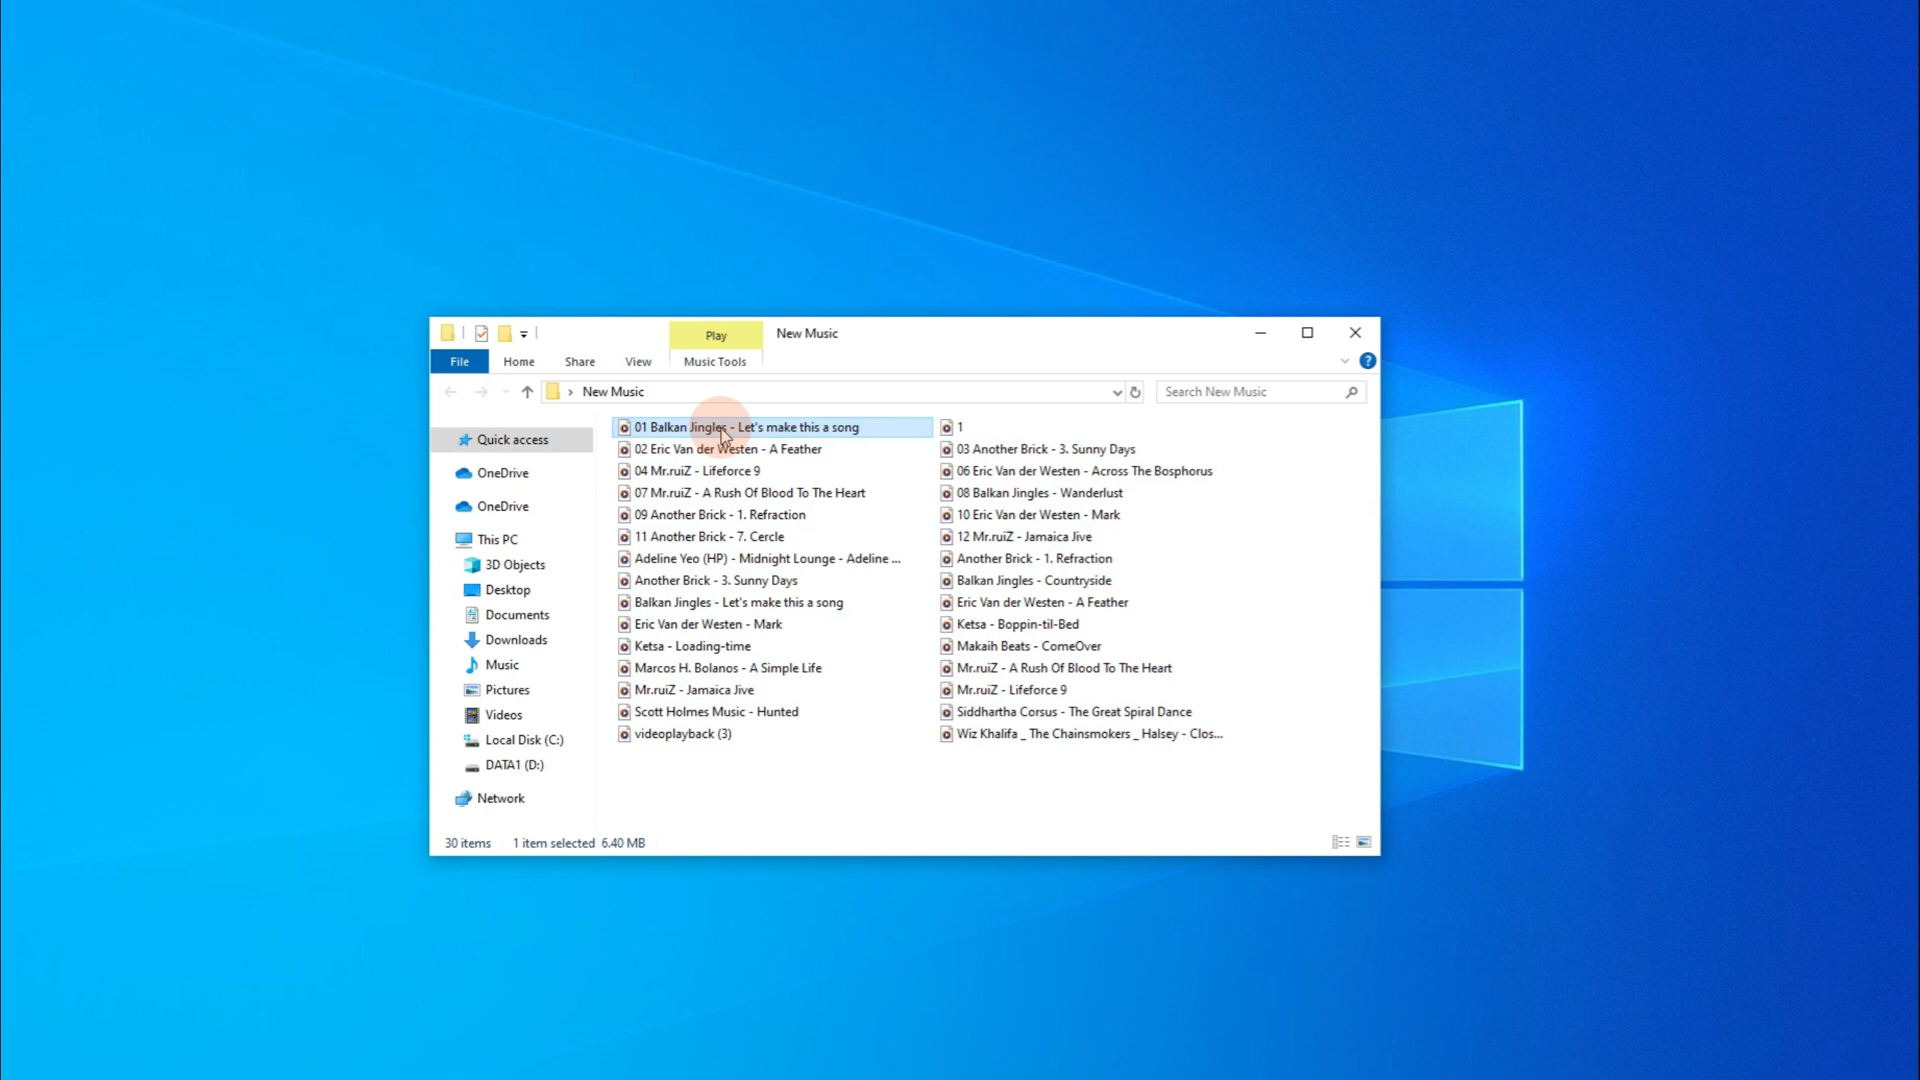 Play
New Music
File
Home
Share
View
Music Tools
?
New Music
Search New Music
Quick access
OneDrive
OneDrive
This PC
3D Objects
Desktop
Documents
Downloads
Music
Pictures
Videos
Local Disk (C:)
DATA1 (D:)
Network
01 Balkan Jingles - Let's make this a song
1
02 Eric Van der Westen - A Feather
03 Another Brick - 3. Sunny Days
04 Mr.ruiZ - Lifeforce 9
06 Eric Van der Westen - Across The Bosphorus
07 Mr.ruiZ - A Rush Of Blood To The Heart
08 Balkan Jingles - Wanderlust
09 Another Brick - 1. Refraction
10 Eric Van der Westen - Mark
11 Another Brick - 7. Cercle
12 Mr.ruiZ - Jamaica Jive
Adeline Yeo (HP) - Midnight Lounge - Adeline ...
Another Brick - 1. Refraction
Another Brick - 3. Sunny Days
Balkan Jingles - Countryside
Balkan Jingles - Let's make this a song
Eric Van der Westen - A Feather
Eric Van der Westen - Mark
Ketsa - Boppin-til-Bed
Ketsa - Loading-time
Makaih Beats - ComeOver
Marcos H. Bolanos - A Simple Life
Mr.ruiZ - A Rush Of Blood To The Heart
Mr.ruiZ - Jamaica Jive
Mr.ruiZ - Lifeforce 9
Scott Holmes Music - Hunted
Siddhartha Corsus - The Great Spiral Dance
videoplayback (3)
Wiz Khalifa _ The Chainsmokers _ Halsey - Clos...
30 items
1 item selected 6.40 MB